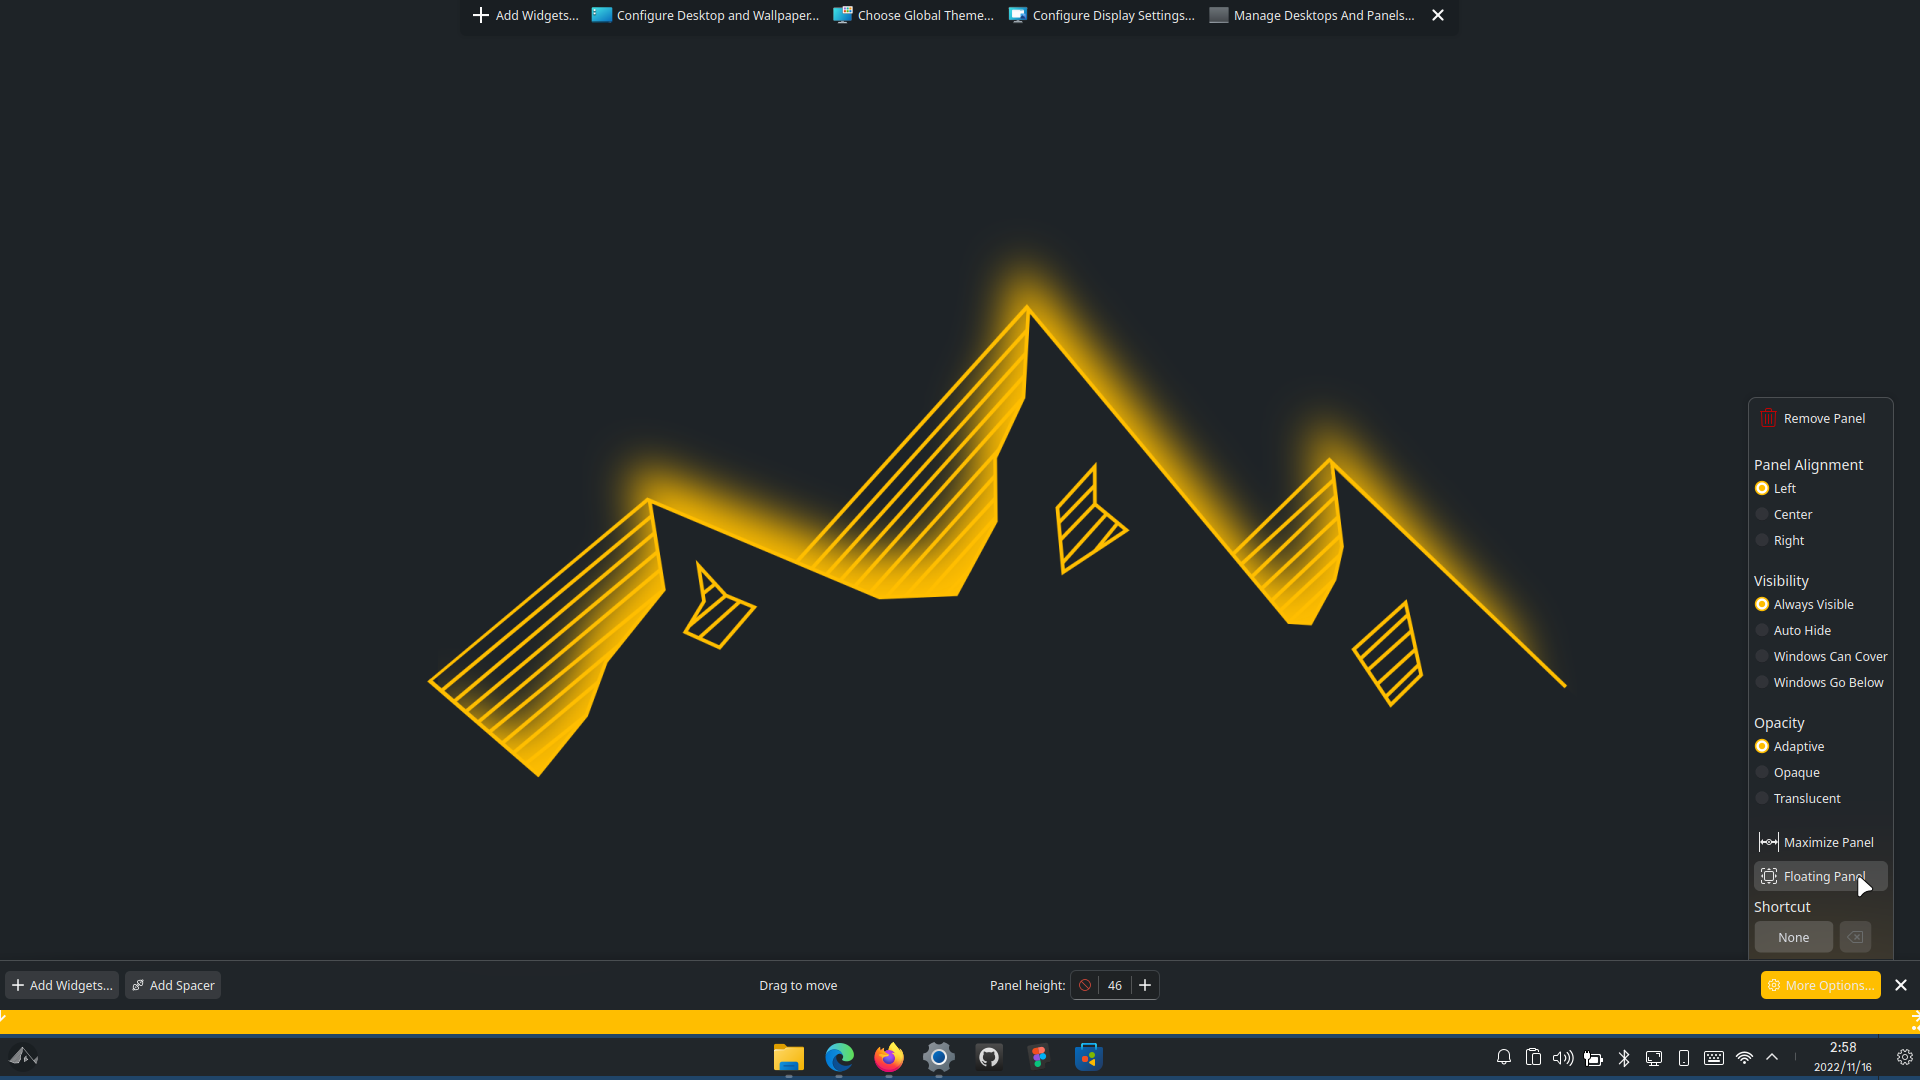 Add Widgets... Configure Desktop and Wallpaper... Choose Global Theme... Configure Display Settings... Manage Desktops And Panels...
Remove Panel
Panel Alignment
Left
Center
Right
Visibility
Always Visible
Auto Hide
Windows Can Cover
Windows Go Below
Opacity
Adaptive
Opaque
Translucent
Maximize Panel
Floating Panel
Shortcut
None
Add Widgets... Add Spacer Drag to move Panel height: 46 More Options...
2:58
2022/11/16